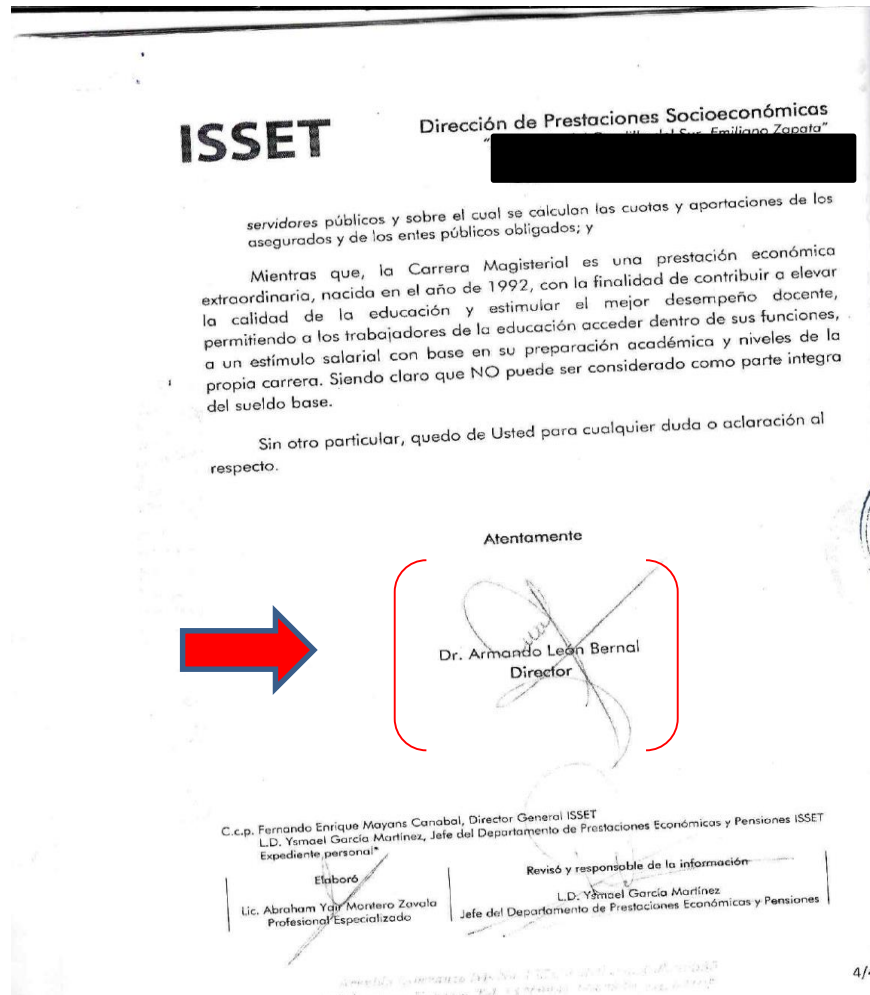 ISSET
Dirección de Prestaciones Socioeconómicas
del Sur, Emiliano Zapata"
servidores públicos y sobre el cual se calculan las cuotas y aportaciones de los
asegurados y de los entes públicos obligados; y
Mientras que, la Carrera Magisterial es una prestación económica
extraordinaria, nacida en el año de 1992, con la finalidad de contribuir a elevar
la calidad de la educación y estimular el mejor desempeño docente,
permitiendo a los trabajadores de la educación acceder dentro de sus funciones,
a un estímulo salarial con base en su preparación académica y niveles de la
propia carrera. Siendo claro que NO puede ser considerado como parte integra
del sueldo base.
Sin otro particular, quedo de Usted para cualquier duda o aclaración al
respecto.
Atentamente
Dr. Armando León Bernal
Director
C.c.p. Fernando Enrique Mayans Canabal, Director General ISSET
L.D. Ysmael García Martínez, Jefe del Departamento de Prestaciones Económicas y Pensiones ISSET
Expediente personal*
Elaboró
Lic. Abraham Yair Montero Zavala
Profesional Especializado
Revisó y responsable de la información
L.D. Ysmael García Martínez
Jefe del Departamento de Prestaciones Económicas y Pensiones
4/4